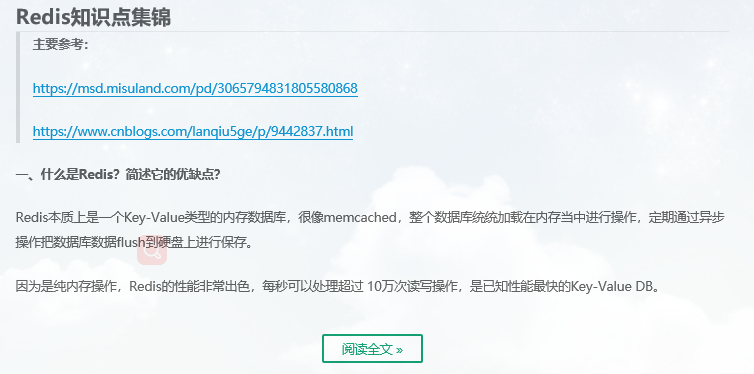 Redis知识点集锦
主要参考：
https://msd.misuland.com/pd/3065794831805580868
https://www.cnblogs.com/lanqiu5ge/p/9442837.html
一、什么是Redis？简述它的优缺点？
Redis本质上是一个Key-Value类型的内存数据库，很像memcached，整个数据库统统加载在内存当中进行操作，定期通过异步
操作把数据库数据flush到硬盘上进行保存。
因为是纯内存操作，Redis的性能非常出色，每秒可以处理超过 10万次读写操作，是已知性能最快的Key-Value DB。
阅读全文 »